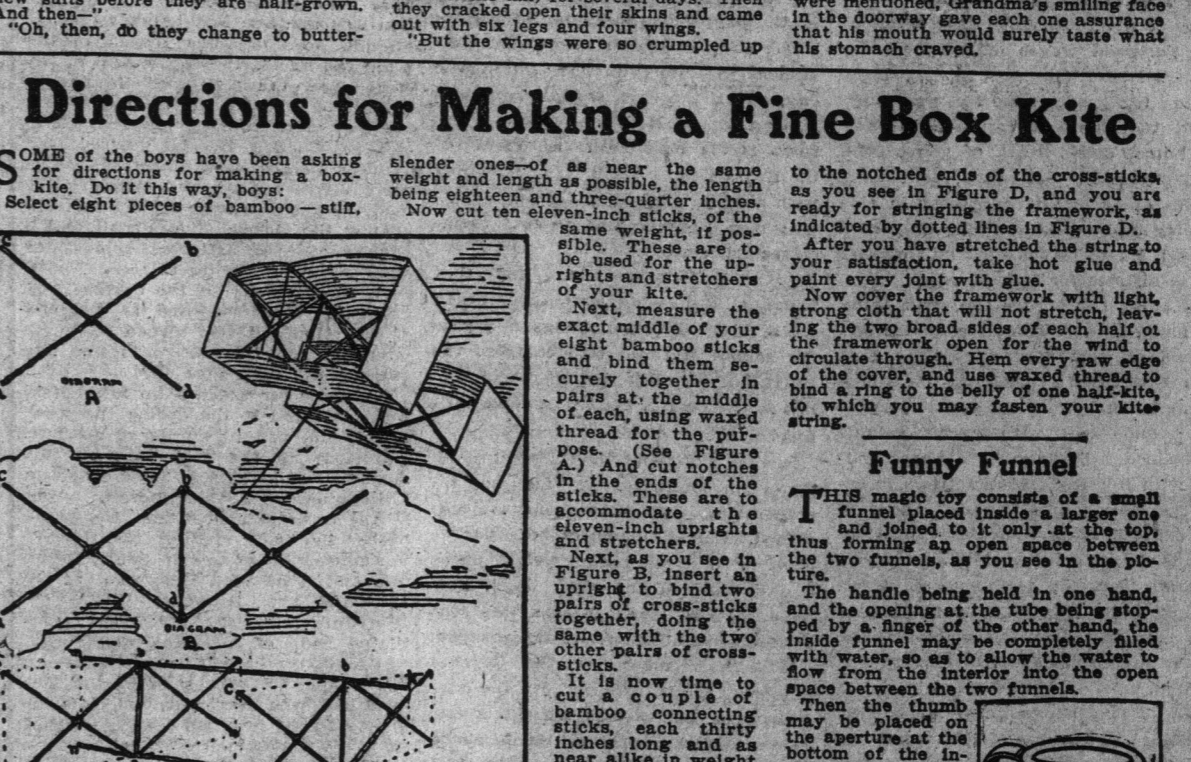 suits before they are half-grown.
And then—"
"Oh, then, do they change to butter-
they cracked open their skins and came
out with six legs and four wings.
"But the wings were so crumpled up
were mentioned, Grandma's smiling face
in the doorway gave each one assurance
that his mouth would surely taste what
his stomach craved.
Directions for Making a Fine Box Kite
SOME of the boys have been asking
for directions for making a box-
kite. Do it this way, boys:
Select eight pieces of bamboo—stiff,
slender ones—of as near the same
weight and length as possible, the length
being eighteen and three-quarter inches.
Now cut ten eleven-inch sticks, of the
same weight, if pos-
sible. These are to
be used for the up-
rights and stretchers
of your kite.
Next, measure the
exact middle of your
eight bamboo sticks
and bind them se-
curely together in
pairs at the middle
of each, using waxed
thread for the pur-
pose. (See Figure
A.) And cut notches
in the ends of the
sticks. These are to
accommodate the
eleven-inch uprights
and stretchers.
Next, as you see in
Figure B, insert an
upright to bind two
pairs of cross-sticks
together, doing the
same with the two
other pairs of cross-
sticks.
It is now time to
cut a couple of
bamboo connecting
sticks, each thirty
inches long and as
near alike in weight
c
b
d
DIAGRAM
A
c
b
d
DIAGRAM
B
b
c
b
to the notched ends of the cross-sticks,
as you see in Figure D, and you are
ready for stringing the framework, as
indicated by dotted lines in Figure D.
After you have stretched the string to
your satisfaction, take hot glue and
paint every joint with glue.
Now cover the framework with light,
strong cloth that will not stretch, leav-
ing the two broad sides of each half of
the framework open for the wind to
circulate through. Hem every raw edge
of the cover, and use waxed thread to
bind a ring to the belly of one half-kite,
to which you may fasten your kite-
string.
Funny Funnel
THIS magic toy consists of a small
funnel placed inside a larger one
and joined to it only at the top,
thus forming an open space between
the two funnels, as you see in the pic-
ture.
The handle being held in one hand,
and the opening at the tube being stop-
ped by a finger of the other hand, the
inside funnel may be completely filled
with water, so as to allow the water to
flow from the interior into the open
space between the two funnels.
Then the thumb
may be placed on
the aperture at the
bottom of the in-